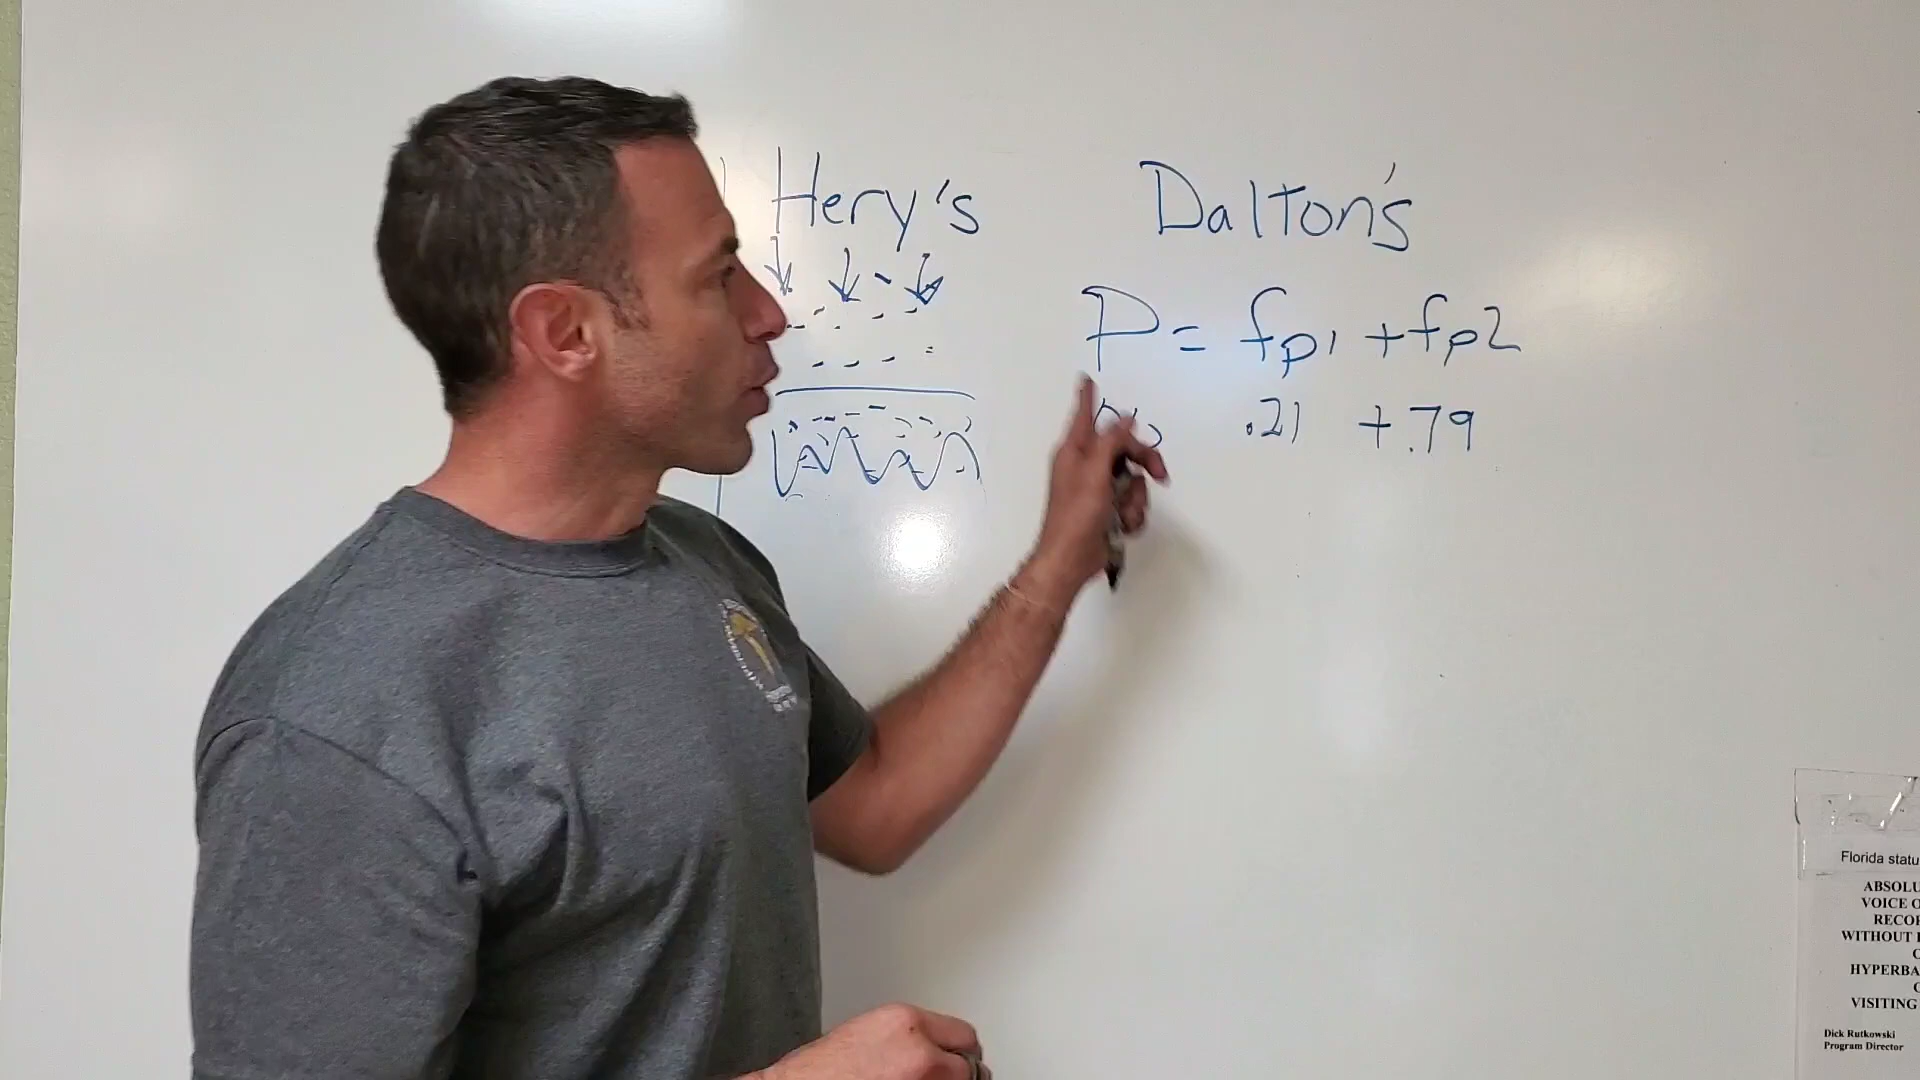 Hery's
Dalton's
P = fp1 + fp2
.21 + .79
Florida statu
ABSOLU
VOICE O
RECOR
WITHOUT
HYPERBA
VISITING
Dick Rutkowski
Program Director